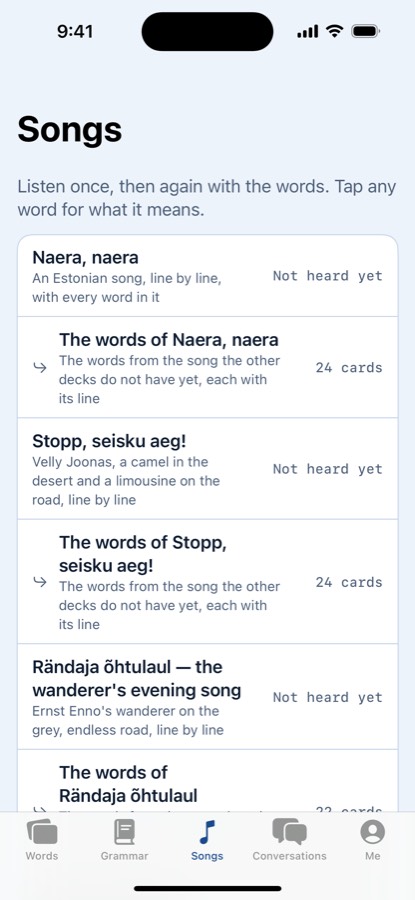 9:41
Songs
Listen once, then again with the words. Tap any
word for what it means.
Naera, naera
An Estonian song, line by line,
with every word in it
Not heard yet
The words of Naera, naera
The words from the song the other
decks do not have yet, each with
its line
24 cards
Stopp, seisku aeg!
Velly Joonas, a camel in the
desert and a limousine on the
road, line by line
Not heard yet
The words of Stopp,
seisku aeg!
The words from the song the other
decks do not have yet, each with
its line
24 cards
Rändaja õhtulaul — the
wanderer's evening song
Ernst Enno's wanderer on the
grey, endless road, line by line
Not heard yet
The words of
Rändaja õhtulaul
Words
Grammar
Songs
Conversations
Me